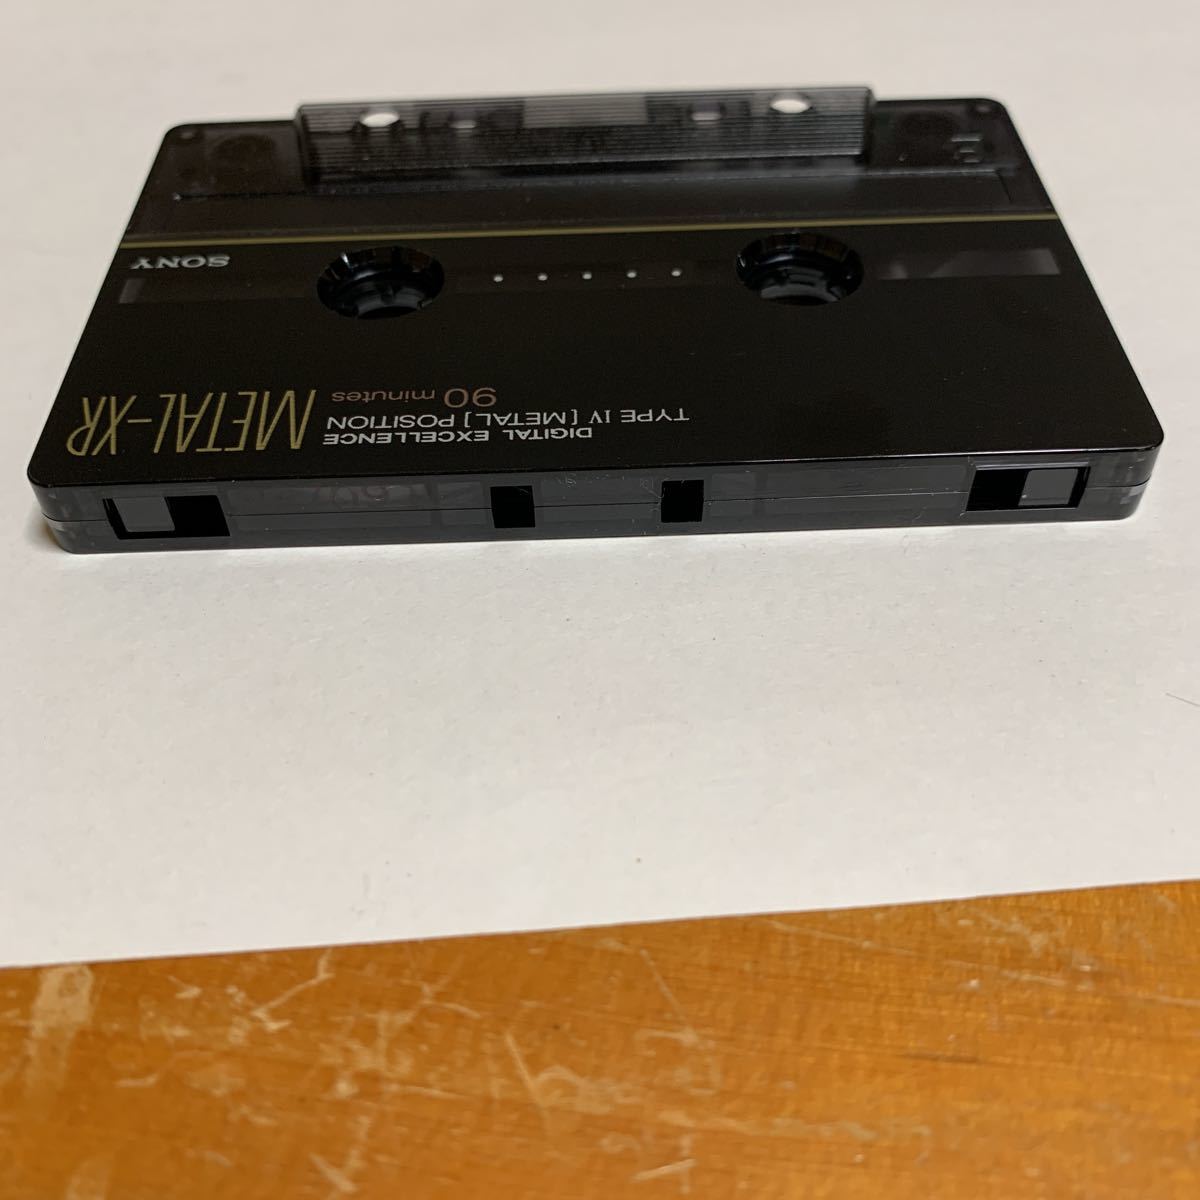 DIGITAL EXCELLENCE
TYPE IV [METAL] POSITION
METAL-XR
90 minutes
SONY